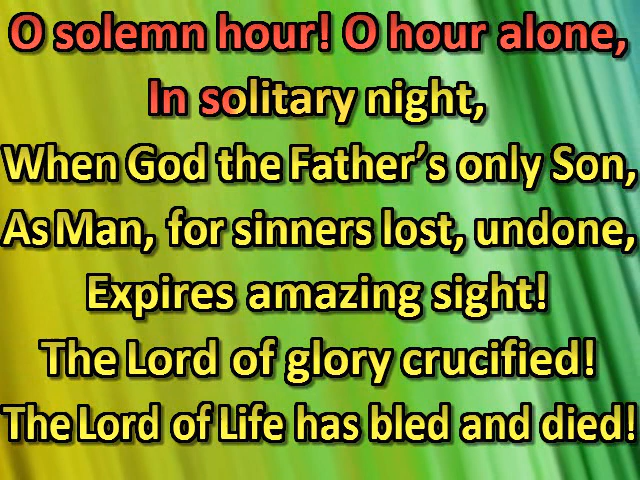 O solemn hour! O hour alone,
In solitary night,
When God the Father’s only Son,
As Man, for sinners lost, undone,
Expires amazing sight!
The Lord of glory crucified!
The Lord of Life has bled and died!